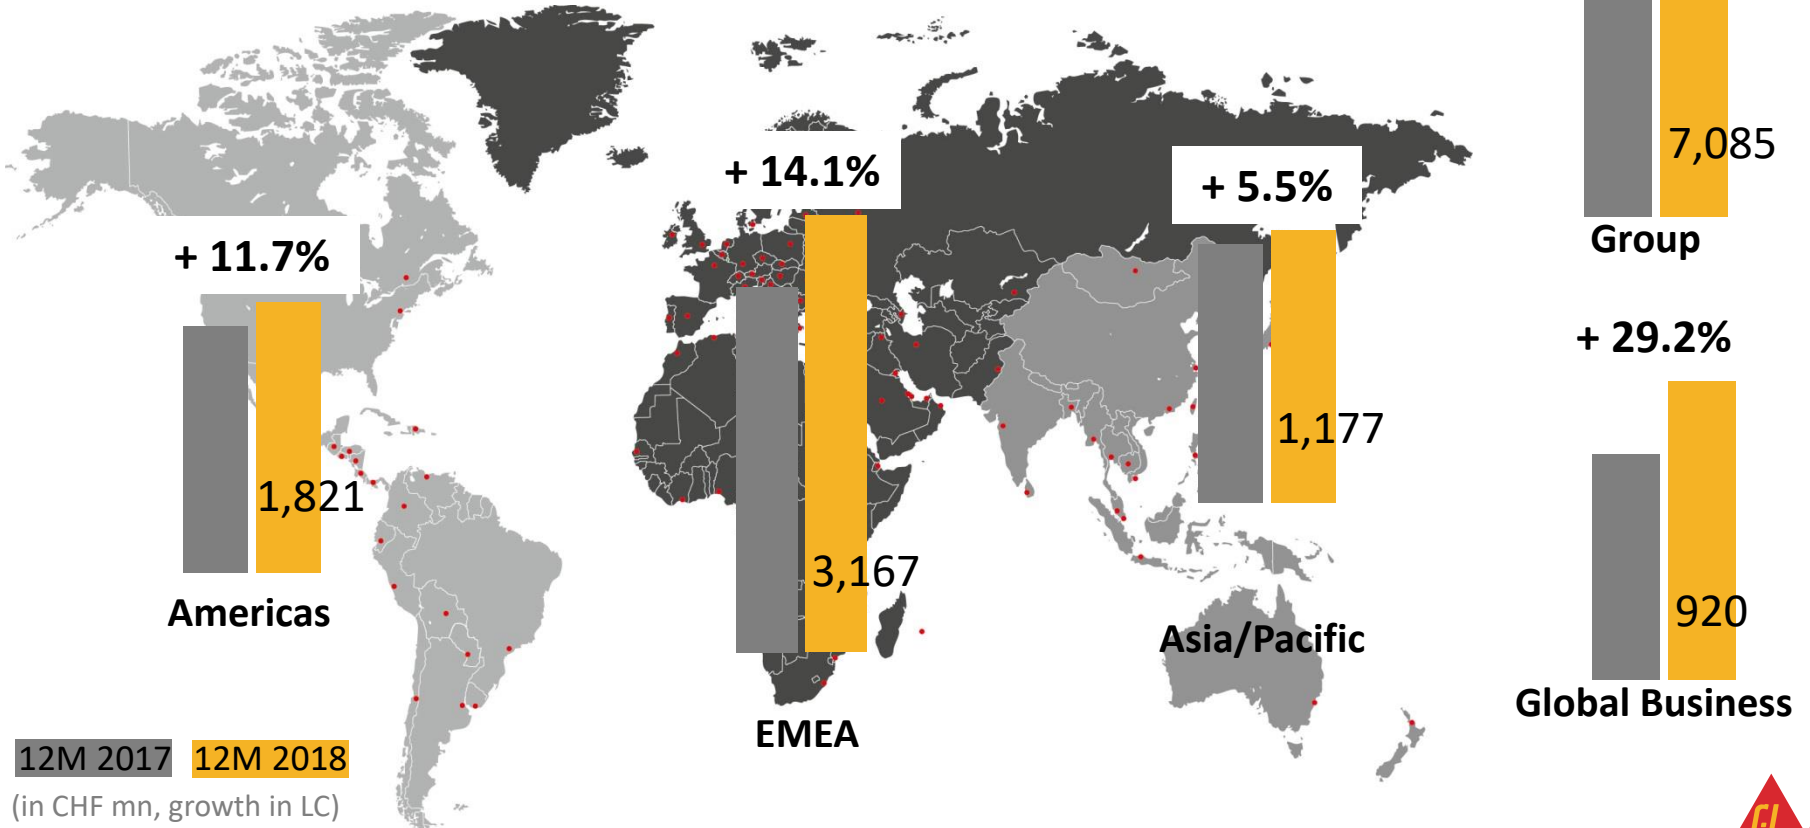 7,085
Group
+ 14.1%
+ 5.5%
+ 11.7%
+ 29.2%
1,177
1,821
3,167
920
Americas
Asia/Pacific
EMEA
Global Business
12M 2017 12M 2018
(in CHF mn, growth in LC)